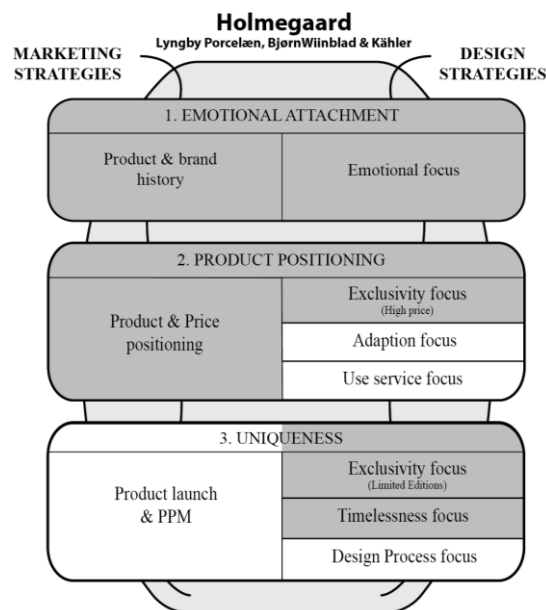 Holmegaard
Lyngby Porcelæn, BjørnWiinblad & Kähler
MARKETING
STRATEGIES
DESIGN
STRATEGIES
1. EMOTIONAL ATTACHMENT
Product & brand
history
Emotional focus
2. PRODUCT POSITIONING
Product & Price
positioning
Exclusivity focus
(High price)
Adaption focus
Use service focus
3. UNIQUENESS
Product launch
& PPM
Exclusivity focus
(Limited Editions)
Timelessness focus
Design Process focus